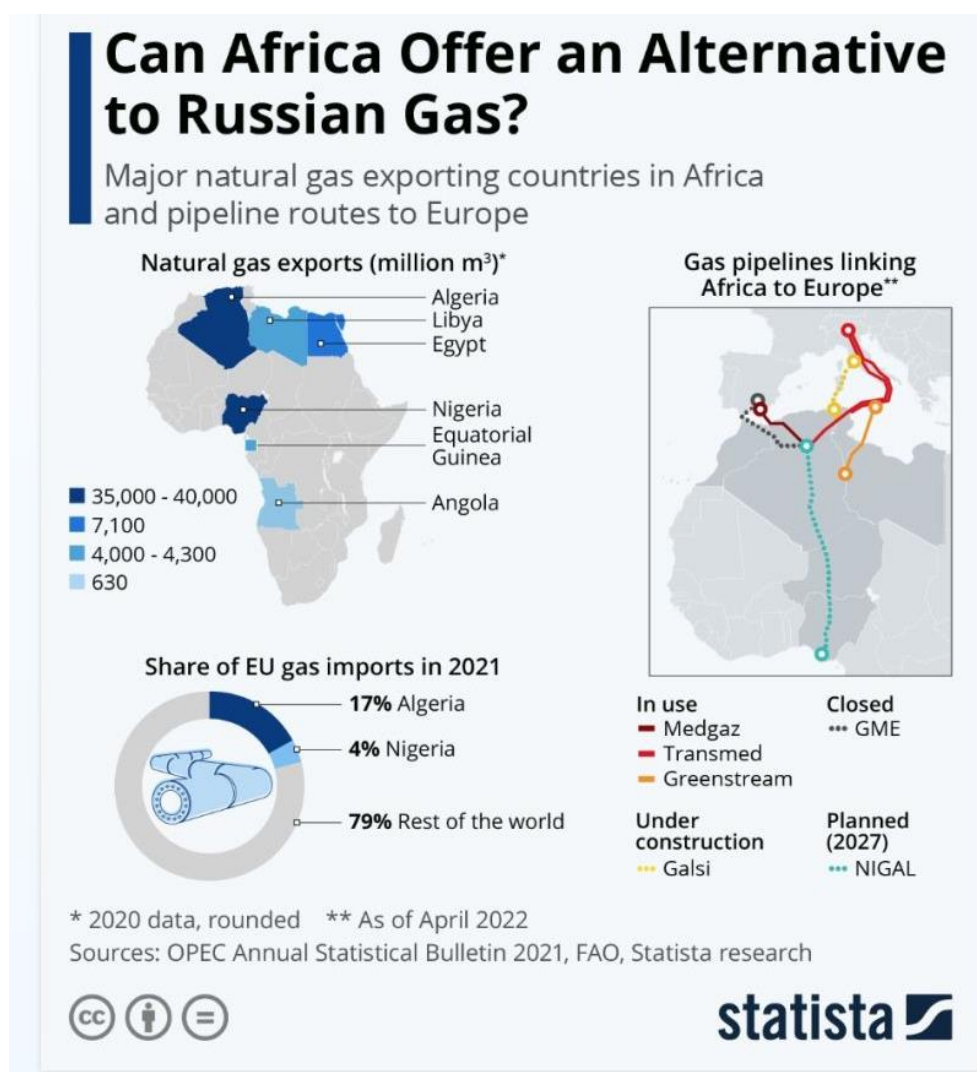 Can Africa Offer an Alternative
to Russian Gas?
Major natural gas exporting countries in Africa
and pipeline routes to Europe
Natural gas exports (million m³)*
Algeria
Libya
Egypt
Nigeria
Equatorial
Guinea
Angola
35,000 - 40,000
7,100
4,000 - 4,300
630
Gas pipelines linking
Africa to Europe**
Share of EU gas imports in 2021
17% Algeria
4% Nigeria
79% Rest of the world
In use
Medgaz
Transmed
Greenstream
Closed
GME
Under
construction
Galsi
Planned
(2027)
NIGAL
* 2020 data, rounded ** As of April 2022
Sources: OPEC Annual Statistical Bulletin 2021, FAO, Statista research
cc
statista